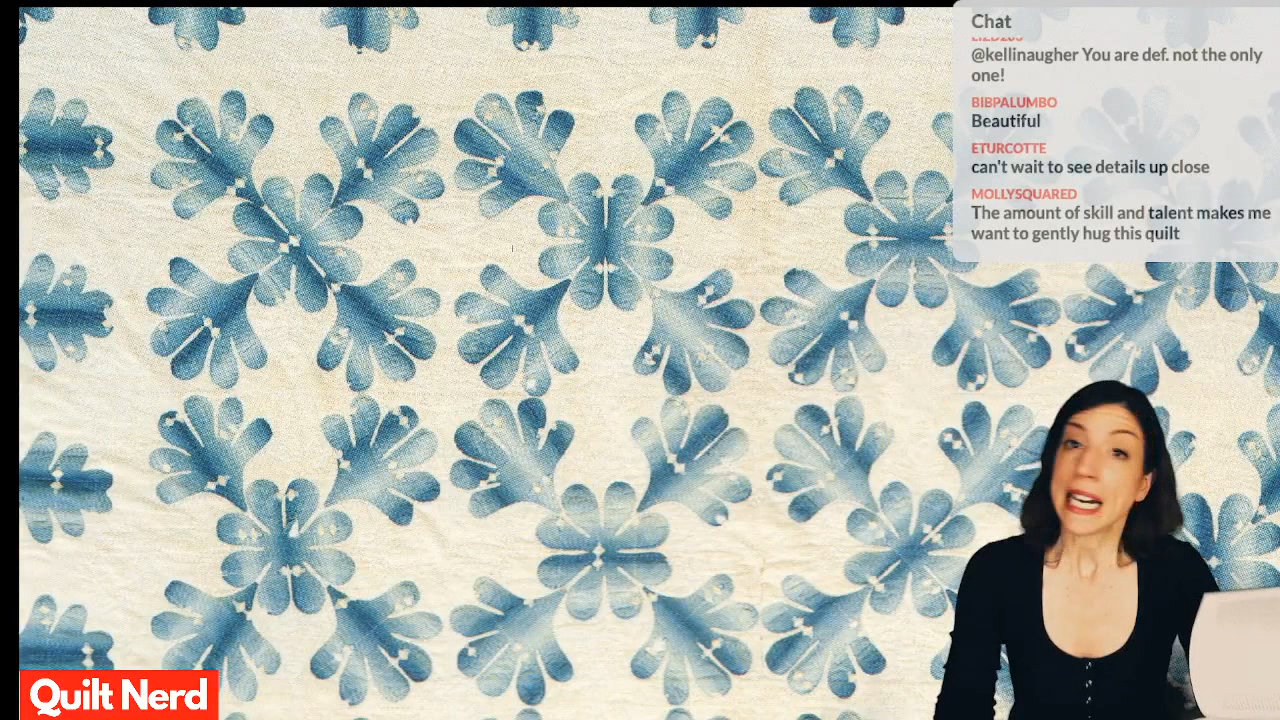 Chat
@kellinaugher You are def. not the only
one!
BIBPALUMBO
Beautiful
ETURCOTTE
can't wait to see details up close
MOLLYSQUARED
The amount of skill and talent makes me
want to gently hug this quilt
Quilt Nerd